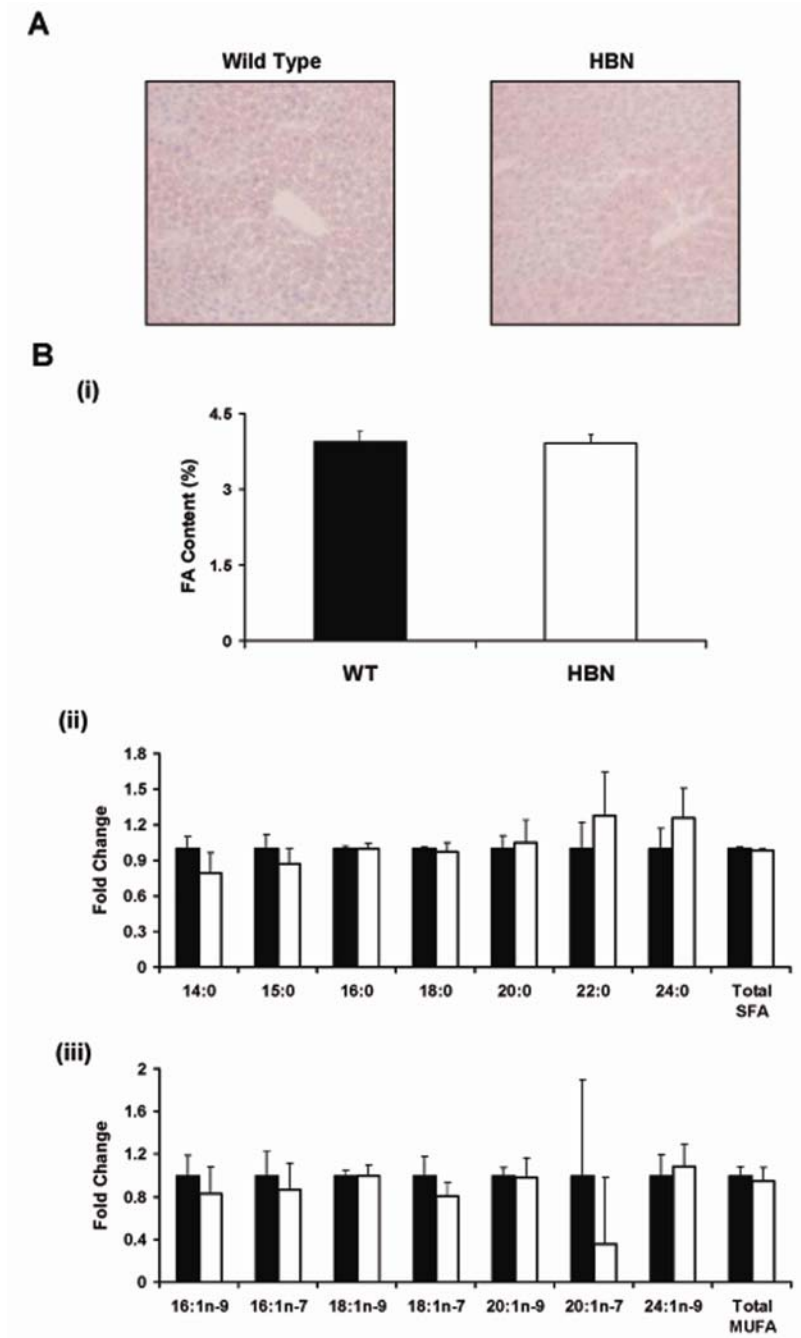 A
Wild Type HBN
B
(i)
4.5
3
1.5
0
FA Content (%)
WT HBN
(ii)
1.8
1.5
1.2
0.9
0.6
0.3
0
Fold Change
14:0 15:0 16:0 18:0 20:0 22:0 24:0 Total
SFA
(iii)
2
1.6
1.2
0.8
0.4
0
Fold Change
16:1n-9 16:1n-7 18:1n-9 18:1n-7 20:1n-9 20:1n-7 24:1n-9 Total
MUFA